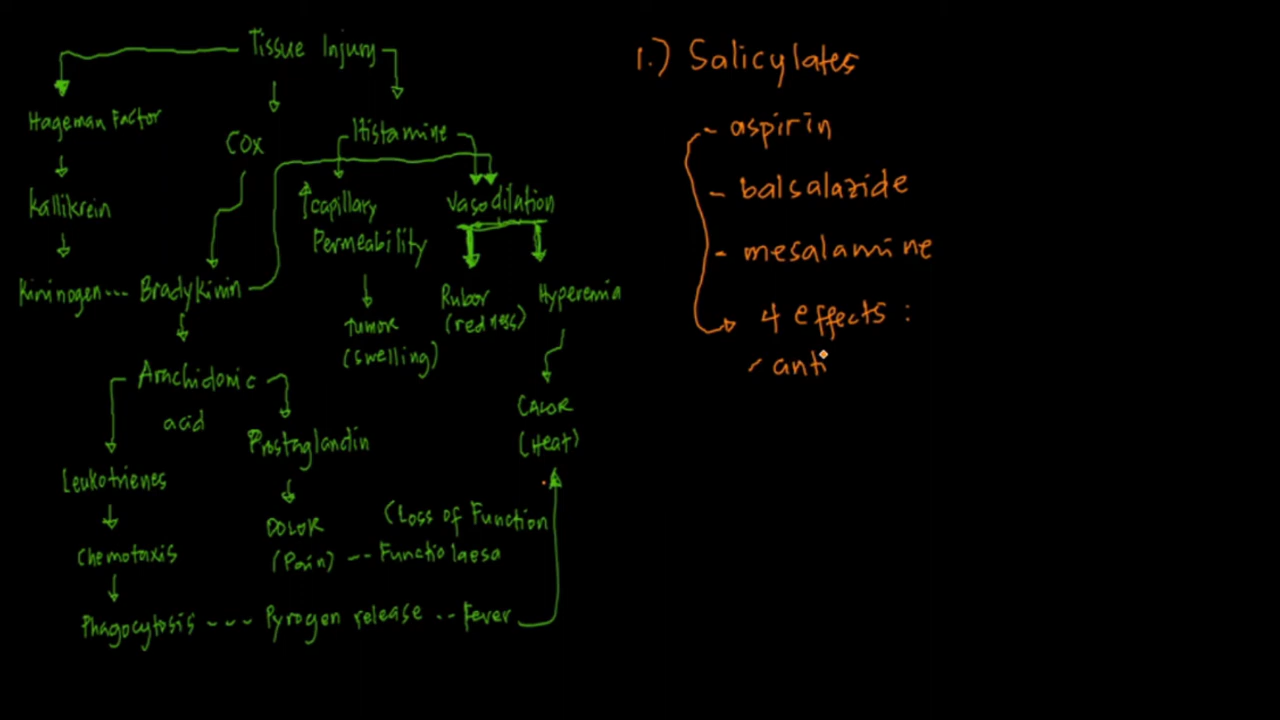 Tissue Injury
Hageman Factor
COX
Histamine
Kallikrein
↑capillary
Permeability
Vasodilation
Kininogen --- Bradykinin
Rubor
(redness)
Hyperemia
Tumor
(swelling)
Arachidonic
acid
CALOR
(Heat)
Prostaglandin
Leukotrienes
DOLOR
(Pain) --- Functio laesa
(Loss of Function
Chemotaxis
Phagocytosis --- Pyrogen release -- Fever
1.) Salicylates
- aspirin
- balsalazide
- mesalamine
4 effects :
- anti